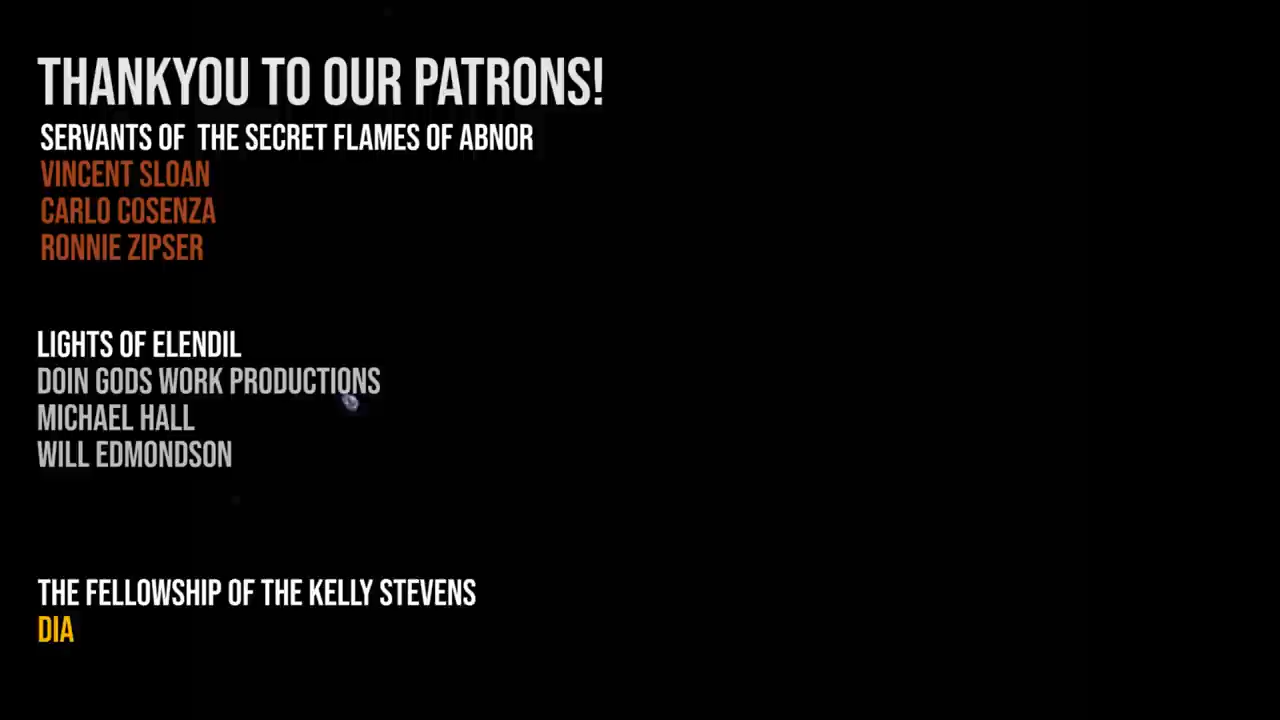 THANKYOU TO OUR PATRONS!
SERVANTS OF THE SECRET FLAMES OF ABNOR
VINCENT SLOAN
CARLO COSENZA
RONNIE ZIPSER
LIGHTS OF ELENDIL
DOIN GODS WORK PRODUCTIONS
MICHAEL HALL
WILL EDMONDSON
THE FELLOWSHIP OF THE KELLY STEVENS
DIA